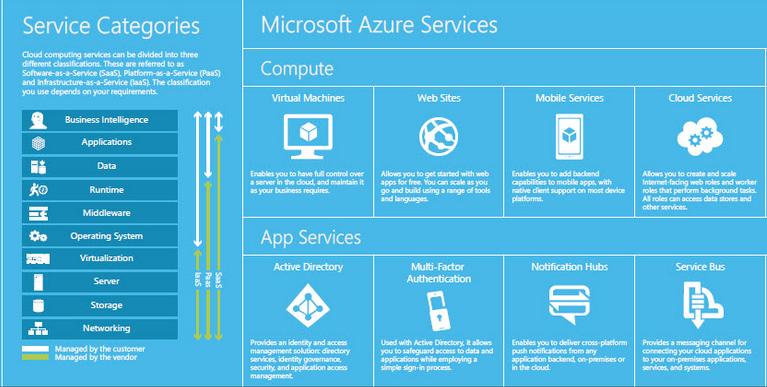 Service Categories
Cloud computing services can be divided into three
different classifications. These are referred to as
Software-as-a-Service (SaaS), Platform-as-a-Service (PaaS)
and Infrastructure-as-a-Service (IaaS). The classification
you use depends on your requirements.
Business Intelligence
Applications
Data
Runtime
Middleware
Operating System
Virtualization
Server
Storage
Networking
IaaS
PaaS
SaaS
Managed by the customer
Managed by the vendor
Microsoft Azure Services
Compute
Virtual Machines
Enables you to have full control over
a server in the cloud, and maintain it
as your business requires.
Web Sites
Allows you to get started with web
apps for free. You can scale as you
go and build using a range of tools
and languages.
Mobile Services
Enables you to add backend
capabilities to mobile apps, with
native client support on most device
platforms.
Cloud Services
Allows you to create and scale
Internet-facing web roles and worker
roles that perform background tasks.
All roles can access data stores and
other services.
App Services
Active Directory
Provides an identity and access
management solution: directory
services, identity governance,
security, and application access
management.
Multi-Factor
Authentication
Used with Active Directory, it allows
you to safeguard access to data and
applications while employing a
simple sign-in process.
Notification Hubs
Enables you to deliver cross-platform
push notifications from any
application backend, on-premises or
in the cloud.
Service Bus
Provides a messaging channel for
connecting your cloud applications
to your on-premises applications,
services, and systems.